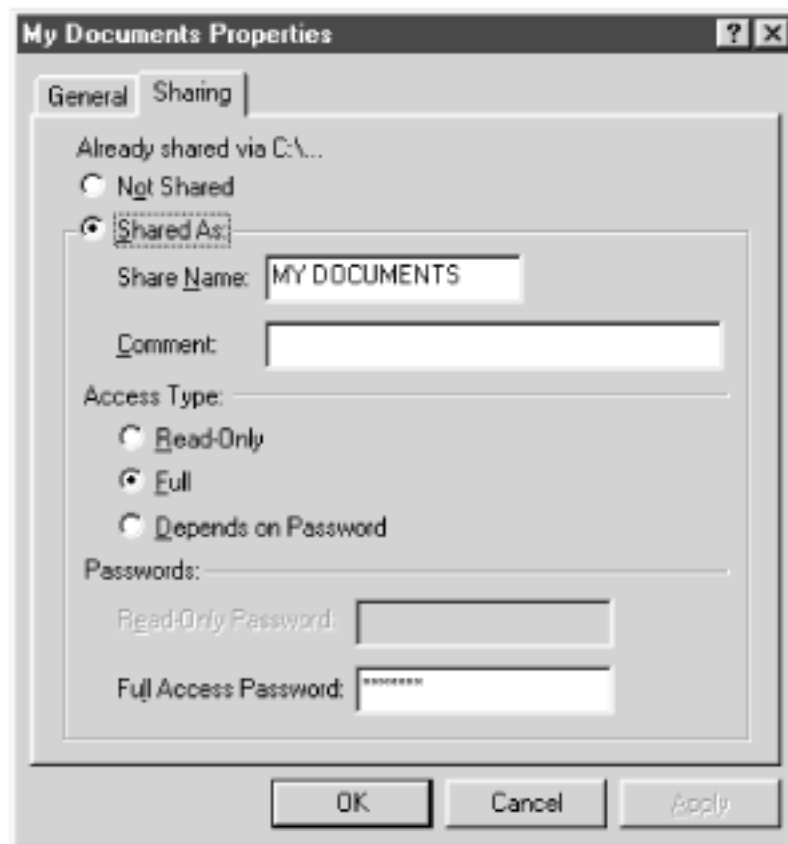 My Documents Properties
General Sharing
Already shared via C:\...
Not Shared
Shared As:
Share Name: MY DOCUMENTS
Comment:
Access Type:
Read-Only
Full
Depends on Password
Passwords:
Read-Only Password:
Full Access Password: ********
OK Cancel Apply